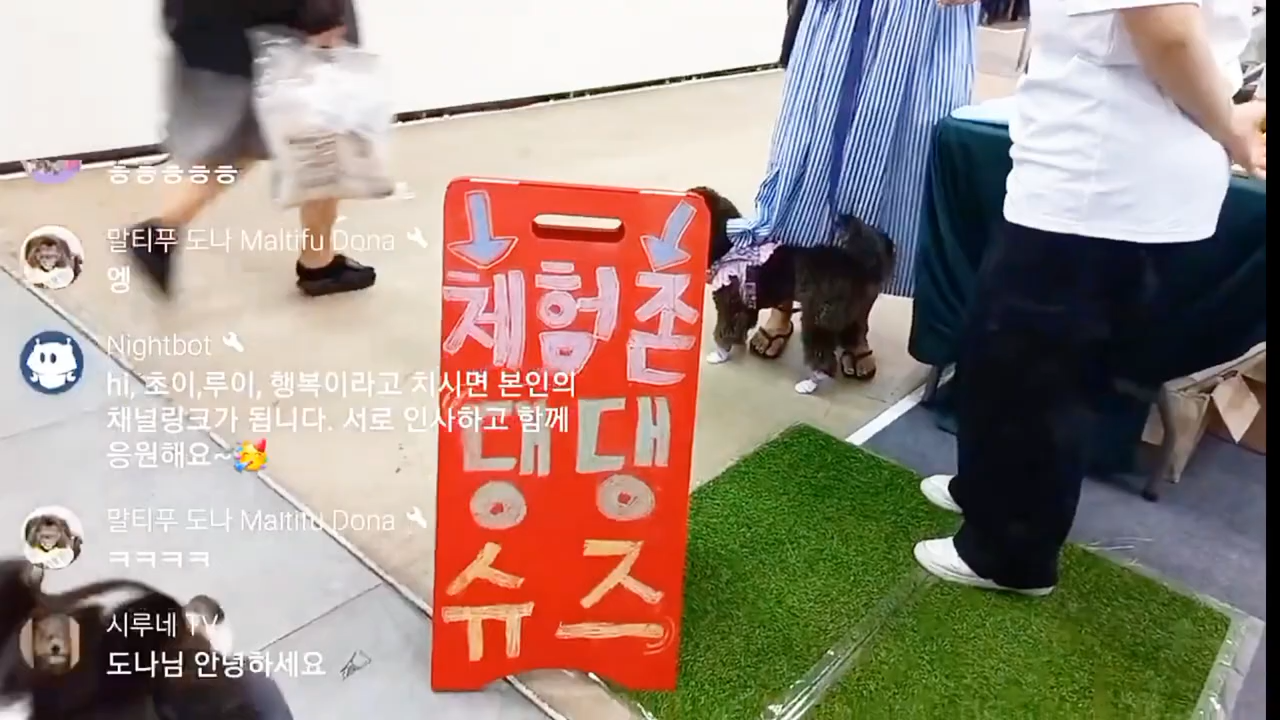 ㅎㅎㅎㅎㅎ
말티푸 도나 Maltifu Dona
엥
Nightbot
hi, 초이,루이, 행복이라고 치시면 본인의
채널링크가 됩니다. 서로 인사하고 함께
응원해요~🥳
말티푸 도나 Maltifu Dona
ㅋㅋㅋㅋ
시루네 TV
도나님 안녕하세요
체험존
댕댕
슈즈